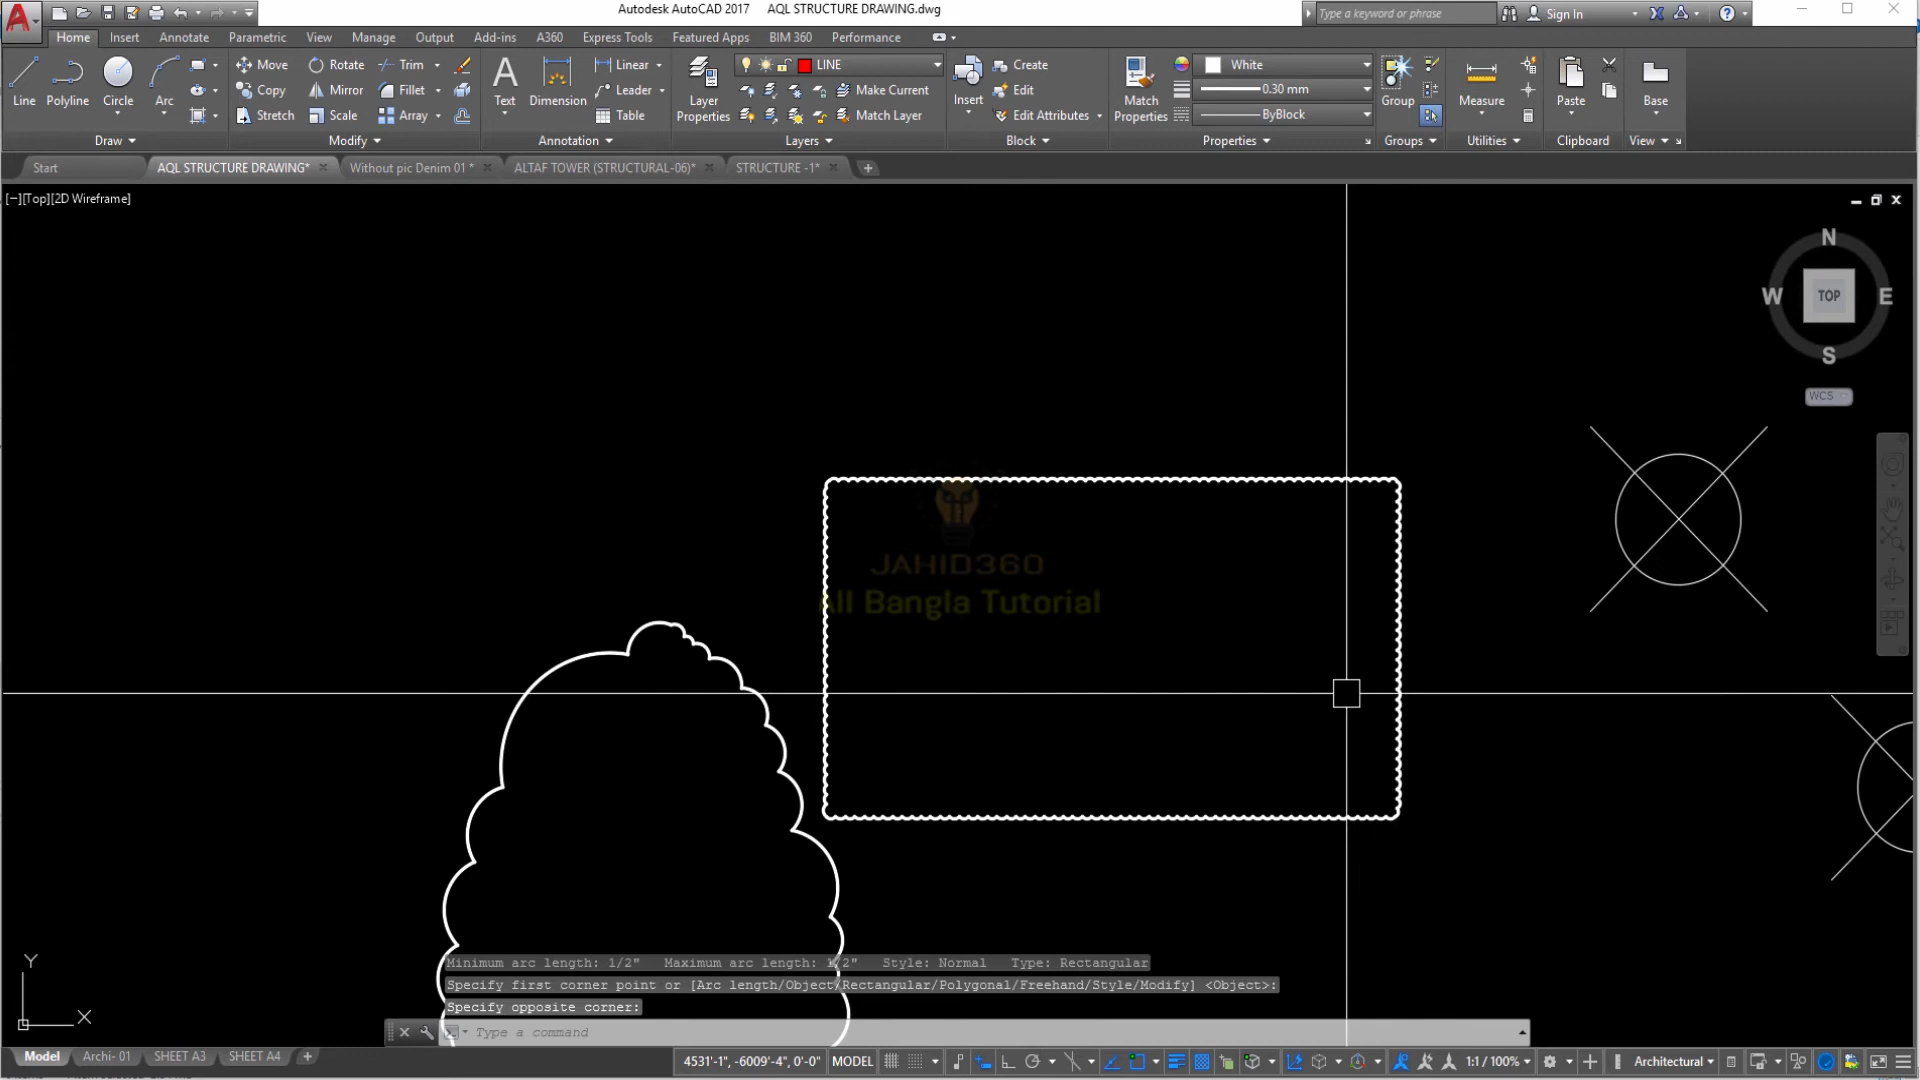 Autodesk AutoCAD 2017 AQL STRUCTURE DRAWING.dwg
Type a keyword or phrase
Sign In
Home Insert Annotate Parametric View Manage Output Add-ins A360 Express Tools Featured Apps BIM 360 Performance
Line
Polyline
Circle
Arc
Move
Rotate
Trim
Copy
Mirror
Fillet
Stretch
Scale
Array
A
Text
Dimension
Linear
Leader
Table
Layer
Properties
LINE
Make Current
Match Layer
Insert
Create
Edit
Edit Attributes
Match
Properties
White
0.30 mm
ByBlock
Group
Measure
Paste
Base
Draw
Modify
Annotation
Layers
Block
Properties
Groups
Utilities
Clipboard
View
Start
AQL STRUCTURE DRAWING*
Without pic Denim 01 *
ALTAF TOWER (STRUCTURAL-06)*
STRUCTURE -1*
[−][Top][2D Wireframe]
N
W
TOP
E
S
WCS
JAHID360
All Bangla Tutorial
Minimum arc length: 1/2" Maximum arc length: 1/2" Style: Normal Type: Rectangular
Specify first corner point or [Arc length/Object/Rectangular/Polygonal/Freehand/Style/Modify] <Object>:
Specify opposite corner:
Type a command
Y
X
Model
Archi- 01
SHEET A3
SHEET A4
4531'-1", -6009'-4", 0'-0"
MODEL
1:1 / 100%
Architectural